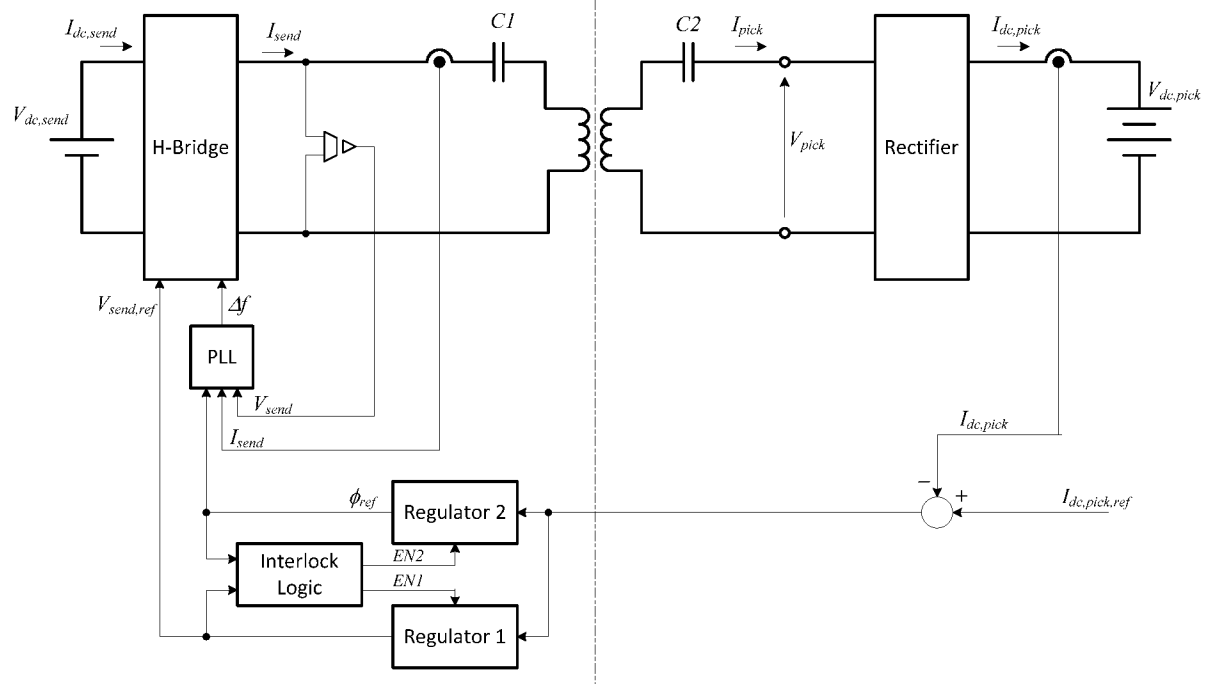 I_dc,send
I_send
C1
C2
I_pick
I_dc,pick
V_dc,send
H-Bridge
V_pick
Rectifier
V_dc,pick
V_send,ref
Δf
PLL
V_send
I_send
I_dc,pick
ϕ_ref
Regulator 2
−
+
I_dc,pick,ref
Interlock
Logic
EN2
EN1
Regulator 1